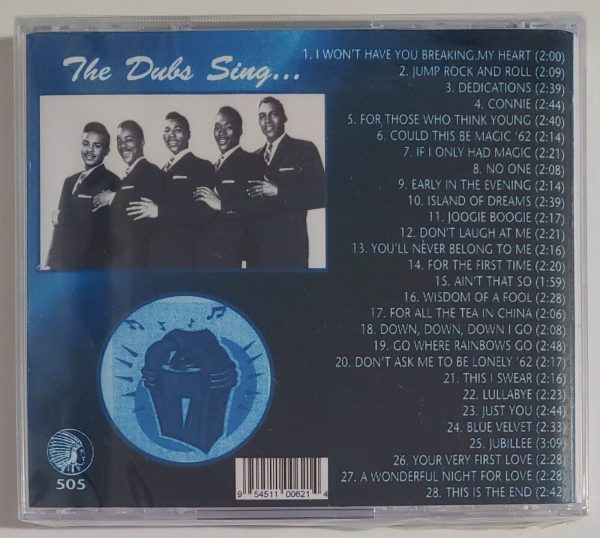 The Dubs Sing...
1. I WON'T HAVE YOU BREAKING MY HEART (2:00)
2. JUMP ROCK AND ROLL (2:09)
3. DEDICATIONS (2:39)
4. CONNIE (2:44)
5. FOR THOSE WHO THINK YOUNG (2:40)
6. COULD THIS BE MAGIC '62 (2:14)
7. IF I ONLY HAD MAGIC (2:21)
8. NO ONE (2:08)
9. EARLY IN THE EVENING (2:14)
10. ISLAND OF DREAMS (2:39)
11. JOOGIE BOOGIE (2:17)
12. DON'T LAUGH AT ME (2:21)
13. YOU'LL NEVER BELONG TO ME (2:16)
14. FOR THE FIRST TIME (2:20)
15. AIN'T THAT SO (1:59)
16. WISDOM OF A FOOL (2:28)
17. FOR ALL THE TEA IN CHINA (2:06)
18. DOWN, DOWN, DOWN I GO (2:08)
19. GO WHERE RAINBOWS GO (2:48)
20. DON'T ASK ME TO BE LONELY '62 (2:17)
21. THIS I SWEAR (2:16)
22. LULLABYE (2:23)
23. JUST YOU (2:44)
24. BLUE VELVET (2:33)
25. JUBILLEE (3:09)
26. YOUR VERY FIRST LOVE (2:28)
27. A WONDERFUL NIGHT FOR LOVE (2:28)
28. THIS IS THE END (2:42)
505
9 54511 00621 4